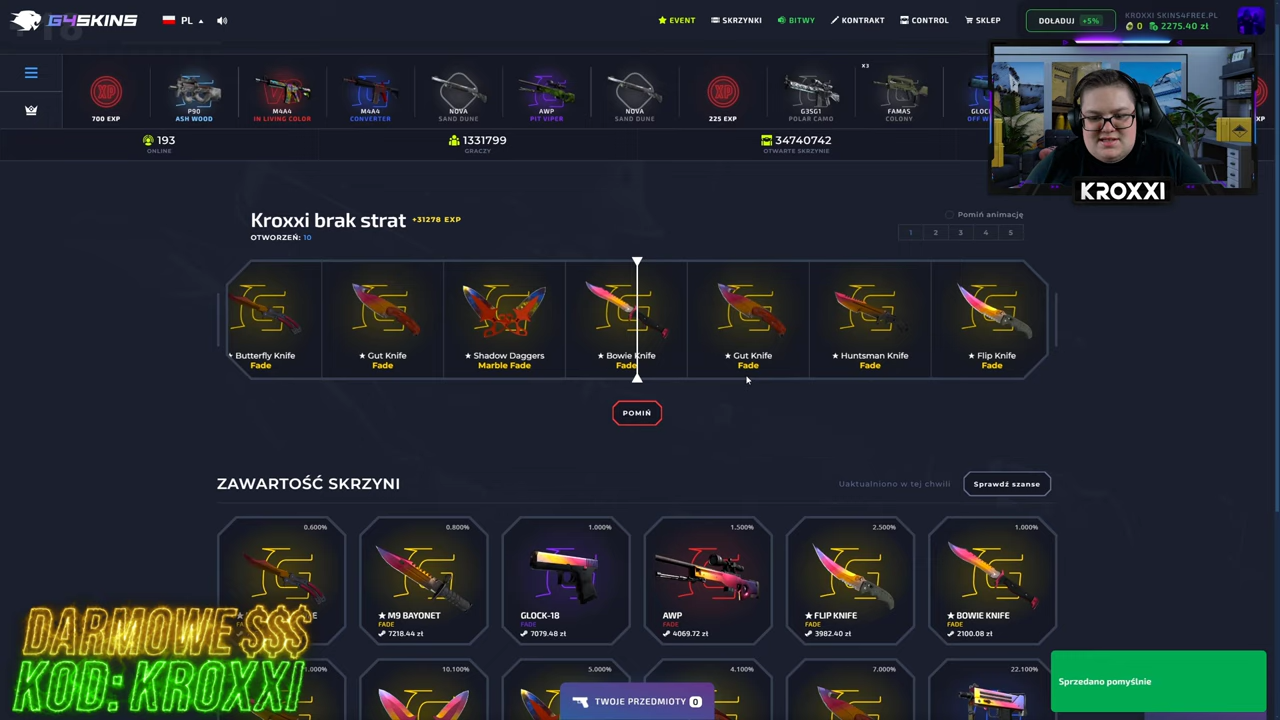 G4SKINS
PL
EVENT
SKRZYNKI
BITWY
KONTRAKT
CONTROL
SKLEP
DOŁADUJ +5%
KROXXI SKINS4FREE.PL
0 2275.40 zł
XP
700 EXP
P90
ASH WOOD
M4A4
IN LIVING COLOR
M4A4
CONVERTER
NOVA
SAND DUNE
AWP
PIT VIPER
NOVA
SAND DUNE
XP
225 EXP
G3SG1
POLAR CAMO
X3
FAMAS
COLONY
193
ONLINE
1331799
GRACZY
34740742
OTWARTE SKRZYNIE
KROXXI
Kroxxi brak strat +31278 EXP
OTWORZEŃ: 10
Pomiń animację
1 2 3 4 5
★ Butterfly Knife
Fade
★ Gut Knife
Fade
★ Shadow Daggers
Marble Fade
★ Bowie Knife
Fade
★ Gut Knife
Fade
★ Huntsman Knife
Fade
★ Flip Knife
Fade
POMIŃ
ZAWARTOŚĆ SKRZYNI
Uaktualniono w tej chwili
Sprawdź szanse
0.600%
0.800%
★ M9 BAYONET
FADE
7218.44 zł
1.000%
GLOCK-18
FADE
7079.48 zł
1.500%
AWP
FADE
4069.72 zł
2.500%
★ FLIP KNIFE
FADE
3982.40 zł
1.000%
★ BOWIE KNIFE
FADE
2100.08 zł
DARMOWE $$$
KOD: KROXXI
10.100%
5.000%
4.100%
7.000%
22.100%
TWOJE PRZEDMIOTY 0
Sprzedano pomyślnie